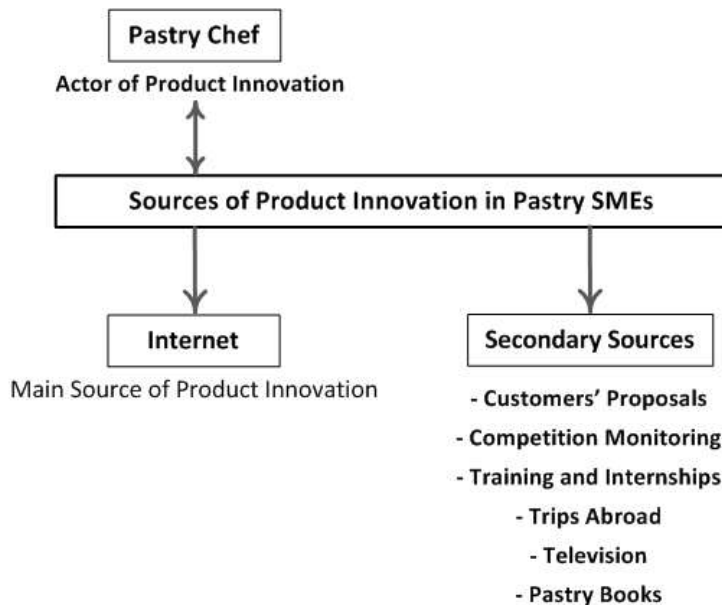 Pastry Chef
Actor of Product Innovation
Sources of Product Innovation in Pastry SMEs
Internet
Main Source of Product Innovation
Secondary Sources
- Customers' Proposals
- Competition Monitoring
- Training and Internships
- Trips Abroad
- Television
- Pastry Books